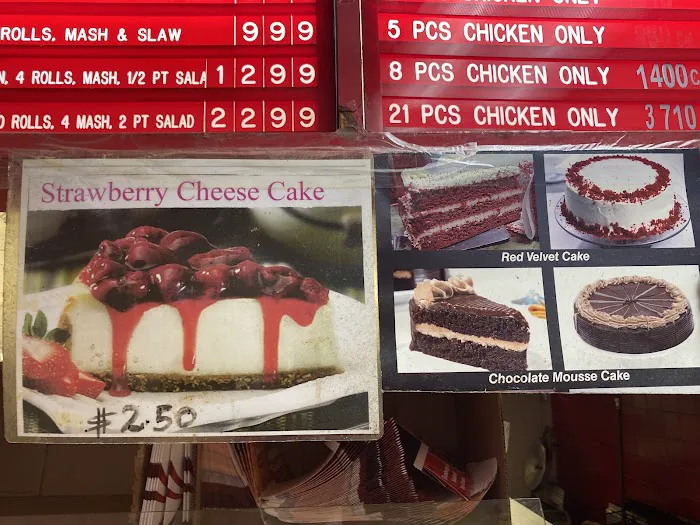 ROLLS, MASH & SLAW 9 9 9
4 ROLLS, MASH, 1/2 PT SALA 1 2 9 9
ROLLS, 4 MASH, 2 PT SALAD 2 2 9 9
CHICKEN ONLY
5 PCS CHICKEN ONLY
8 PCS CHICKEN ONLY 1400
21 PCS CHICKEN ONLY 3710
Strawberry Cheese Cake
#2.50
Red Velvet Cake
Chocolate Mousse Cake